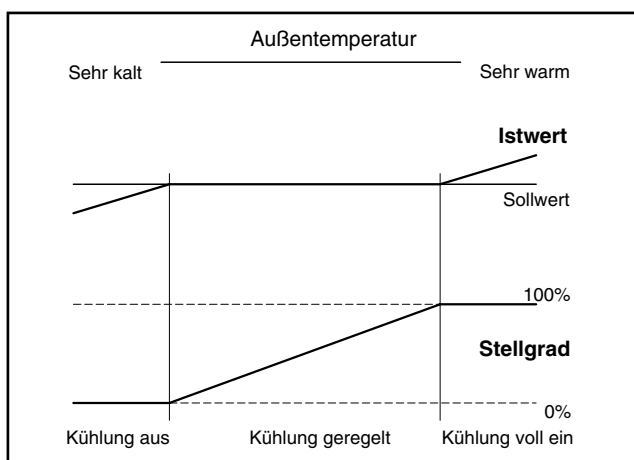 Außentemperatur
Sehr kalt
Sehr warm
Istwert
Sollwert
100%
Stellgrad
0%
Kühlung aus
Kühlung geregelt
Kühlung voll ein